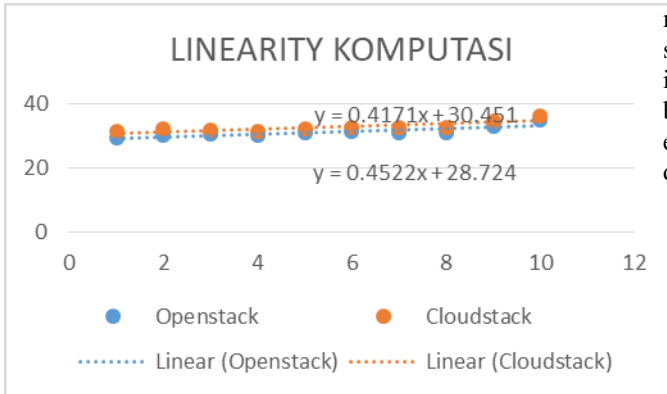 LINEARITY KOMPUTASI
40
y = 0.4171x + 30.451
20
y = 0.4522x + 28.724
0
0 2 4 6 8 10 12
Openstack Cloudstack
Linear (Openstack) Linear (Cloudstack)